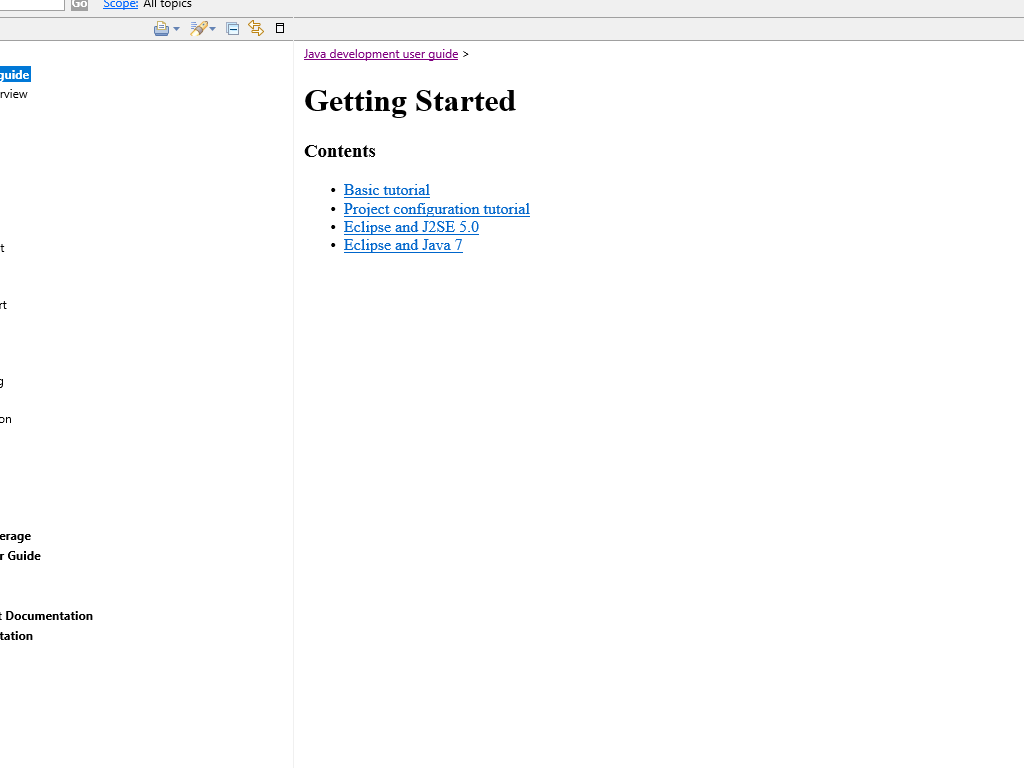 Go Scope: All topics
guide
rview
t
rt
g
on
erage
r Guide
t Documentation
tation
Java development user guide >
Getting Started
Contents
• Basic tutorial
• Project configuration tutorial
• Eclipse and J2SE 5.0
• Eclipse and Java 7